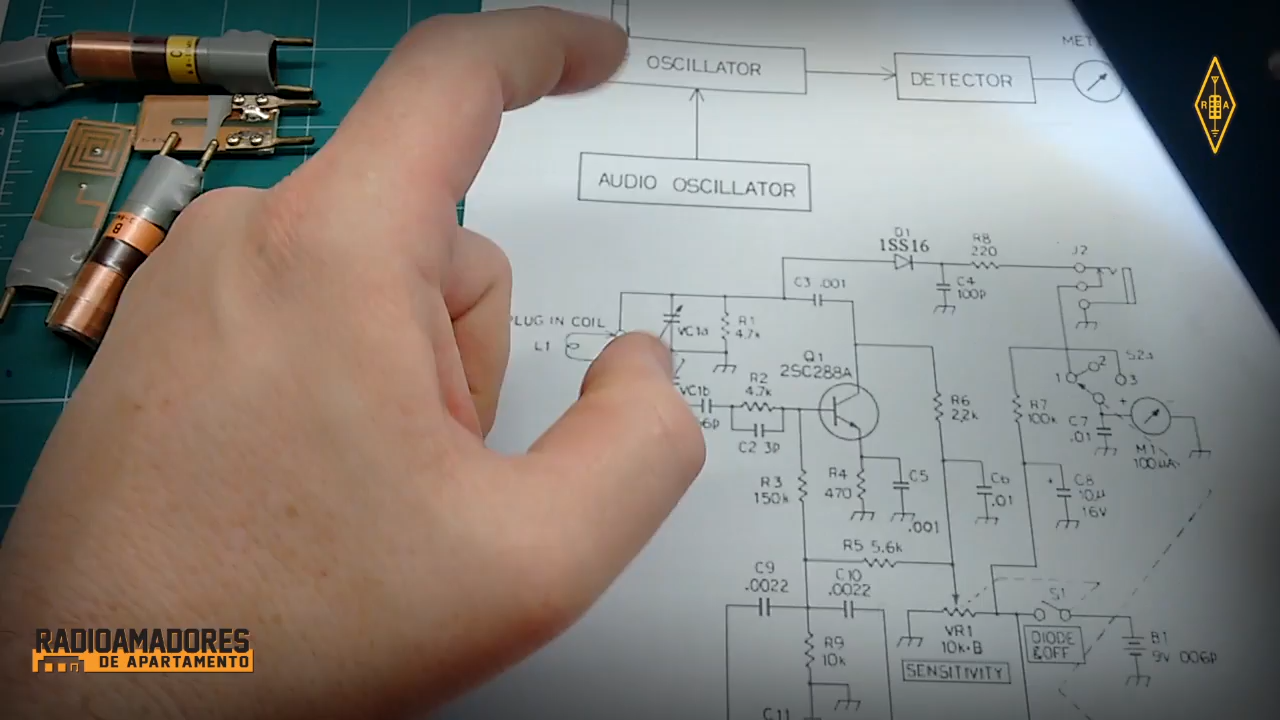 OSCILLATOR
DETECTOR
AUDIO OSCILLATOR
R A
D1
1SS16
R8
220
J2
C3 .001
C4
100P
PLUG IN COIL
L1
VC1a
R1
4.7k
Q1
2SC288A
R2
4.7k
VC1b
C2 3P
R6
2.2k
R7
100k
S2a
1
2
3
C7
.01
M1
100μA
R3
150k
R4
470
C5
.001
C6
.01
C8
10μ
16V
R5 5.6k
C9
.0022
C10
.0022
R9
10k
VR1
10k-B
SENSITIVITY
S1
DIODE
&OFF
B1
9V 006P
C11
B
RADIOAMADORES
DE APARTAMENTO